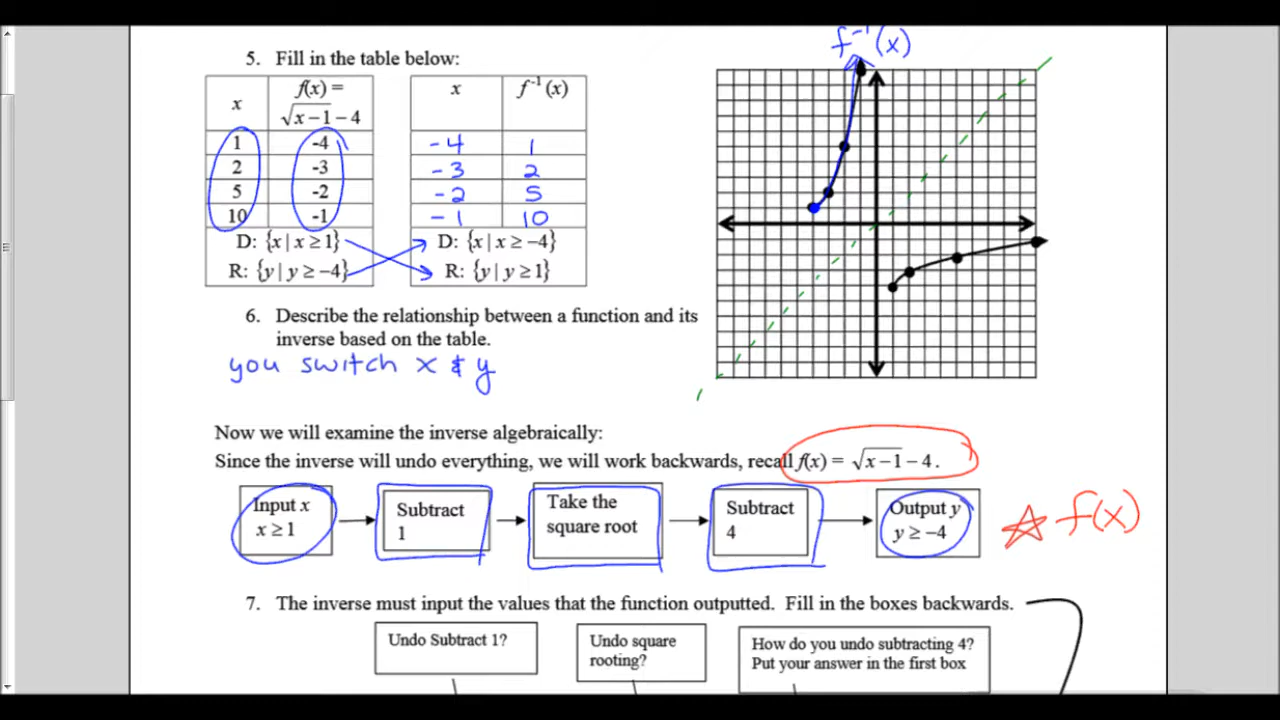 f⁻¹(x)
5. Fill in the table below:
x f(x) = √x−1 − 4 x f⁻¹(x)
1 -4 -4 1
2 -3 -3 2
5 -2 -2 5
10 -1 -1 10
D: {x | x ≥ 1} D: {x | x ≥ −4}
R: {y | y ≥ −4} R: {y | y ≥ 1}
6. Describe the relationship between a function and its
inverse based on the table.
you switch x & y
Now we will examine the inverse algebraically:
Since the inverse will undo everything, we will work backwards, recall f(x) = √x−1 − 4.
Input x Subtract Take the Subtract Output y
x ≥ 1 1 square root 4 y ≥ −4
f(x)
7. The inverse must input the values that the function outputted. Fill in the boxes backwards.
Undo Subtract 1? Undo square How do you undo subtracting 4?
rooting? Put your answer in the first box